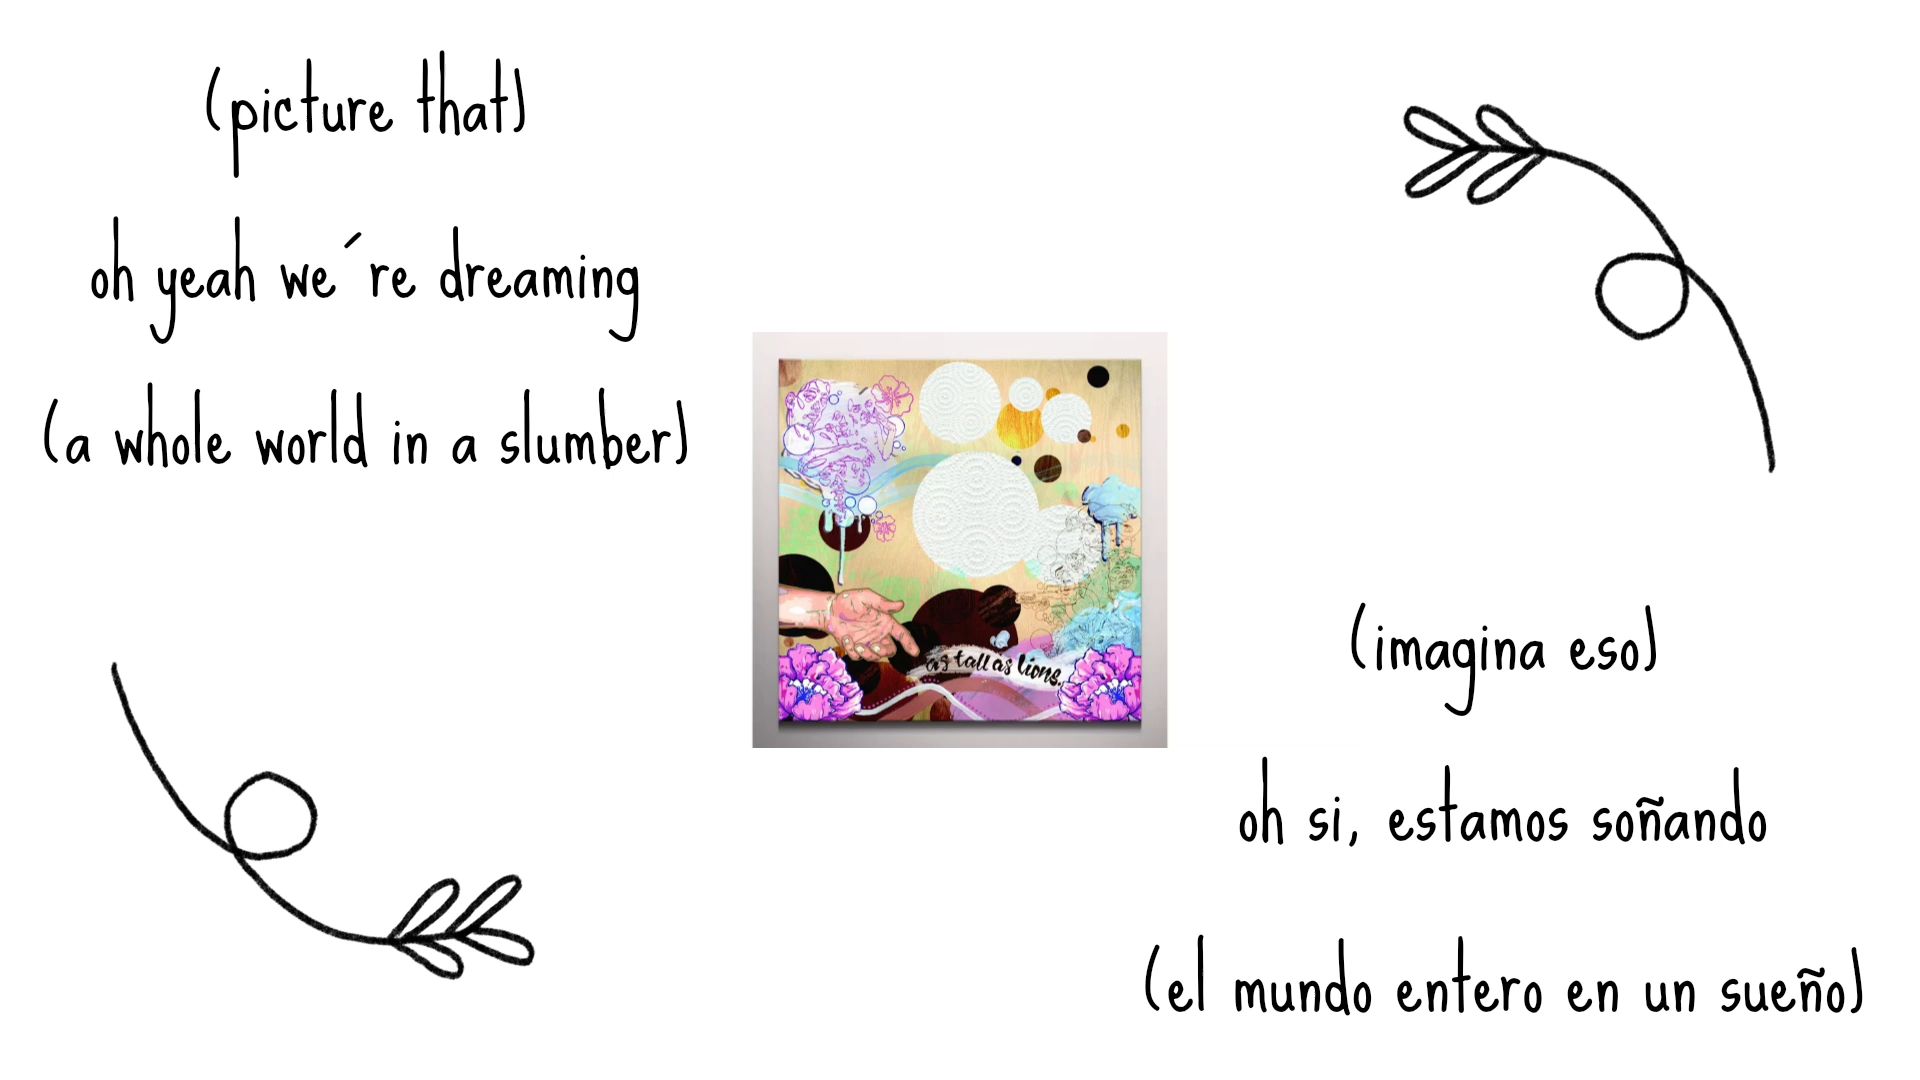 (picture that)
oh yeah we´re dreaming
(a whole world in a slumber)
as tall as lions.
(imagina eso)
oh si, estamos soñando
(el mundo entero en un sueño)